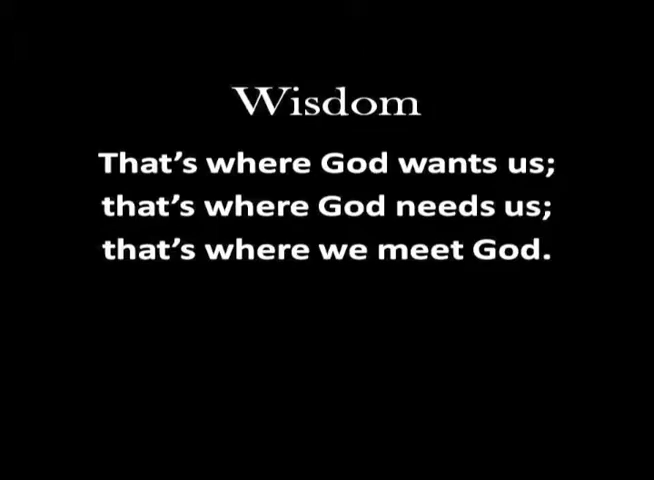 Wisdom
That’s where God wants us;
that’s where God needs us;
that’s where we meet God.